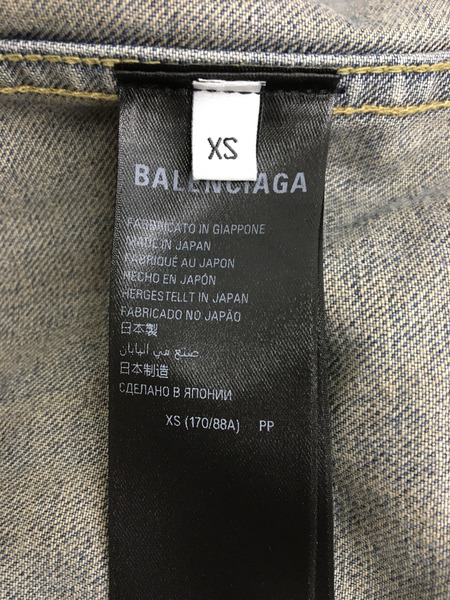 XS
BALENCIAGA
FABBRICATO IN GIAPPONE
MADE IN JAPAN
FABRIQUÉ AU JAPON
HECHO EN JAPÓN
HERGESTELLT IN JAPAN
FABRICADO NO JAPÃO
日本製
صنع في اليابان
日本制造
СДЕЛАНО В ЯПОНИИ
XS (170/88A) PP